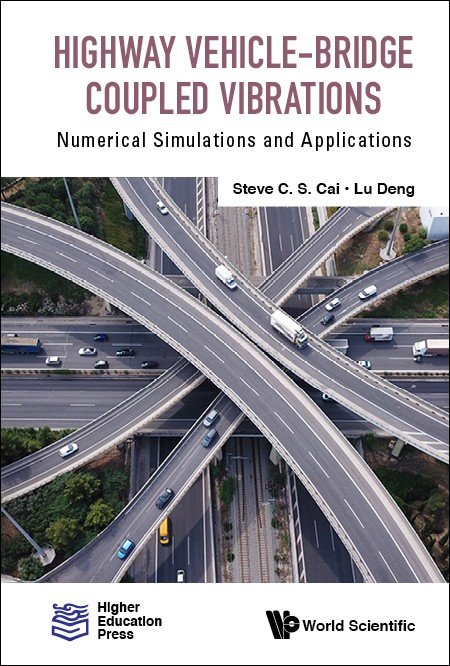 HIGHWAY VEHICLE-BRIDGE
COUPLED VIBRATIONS
Numerical Simulations and Applications
Steve C. S. Cai • Lu Deng
Higher
Education
Press
World Scientific